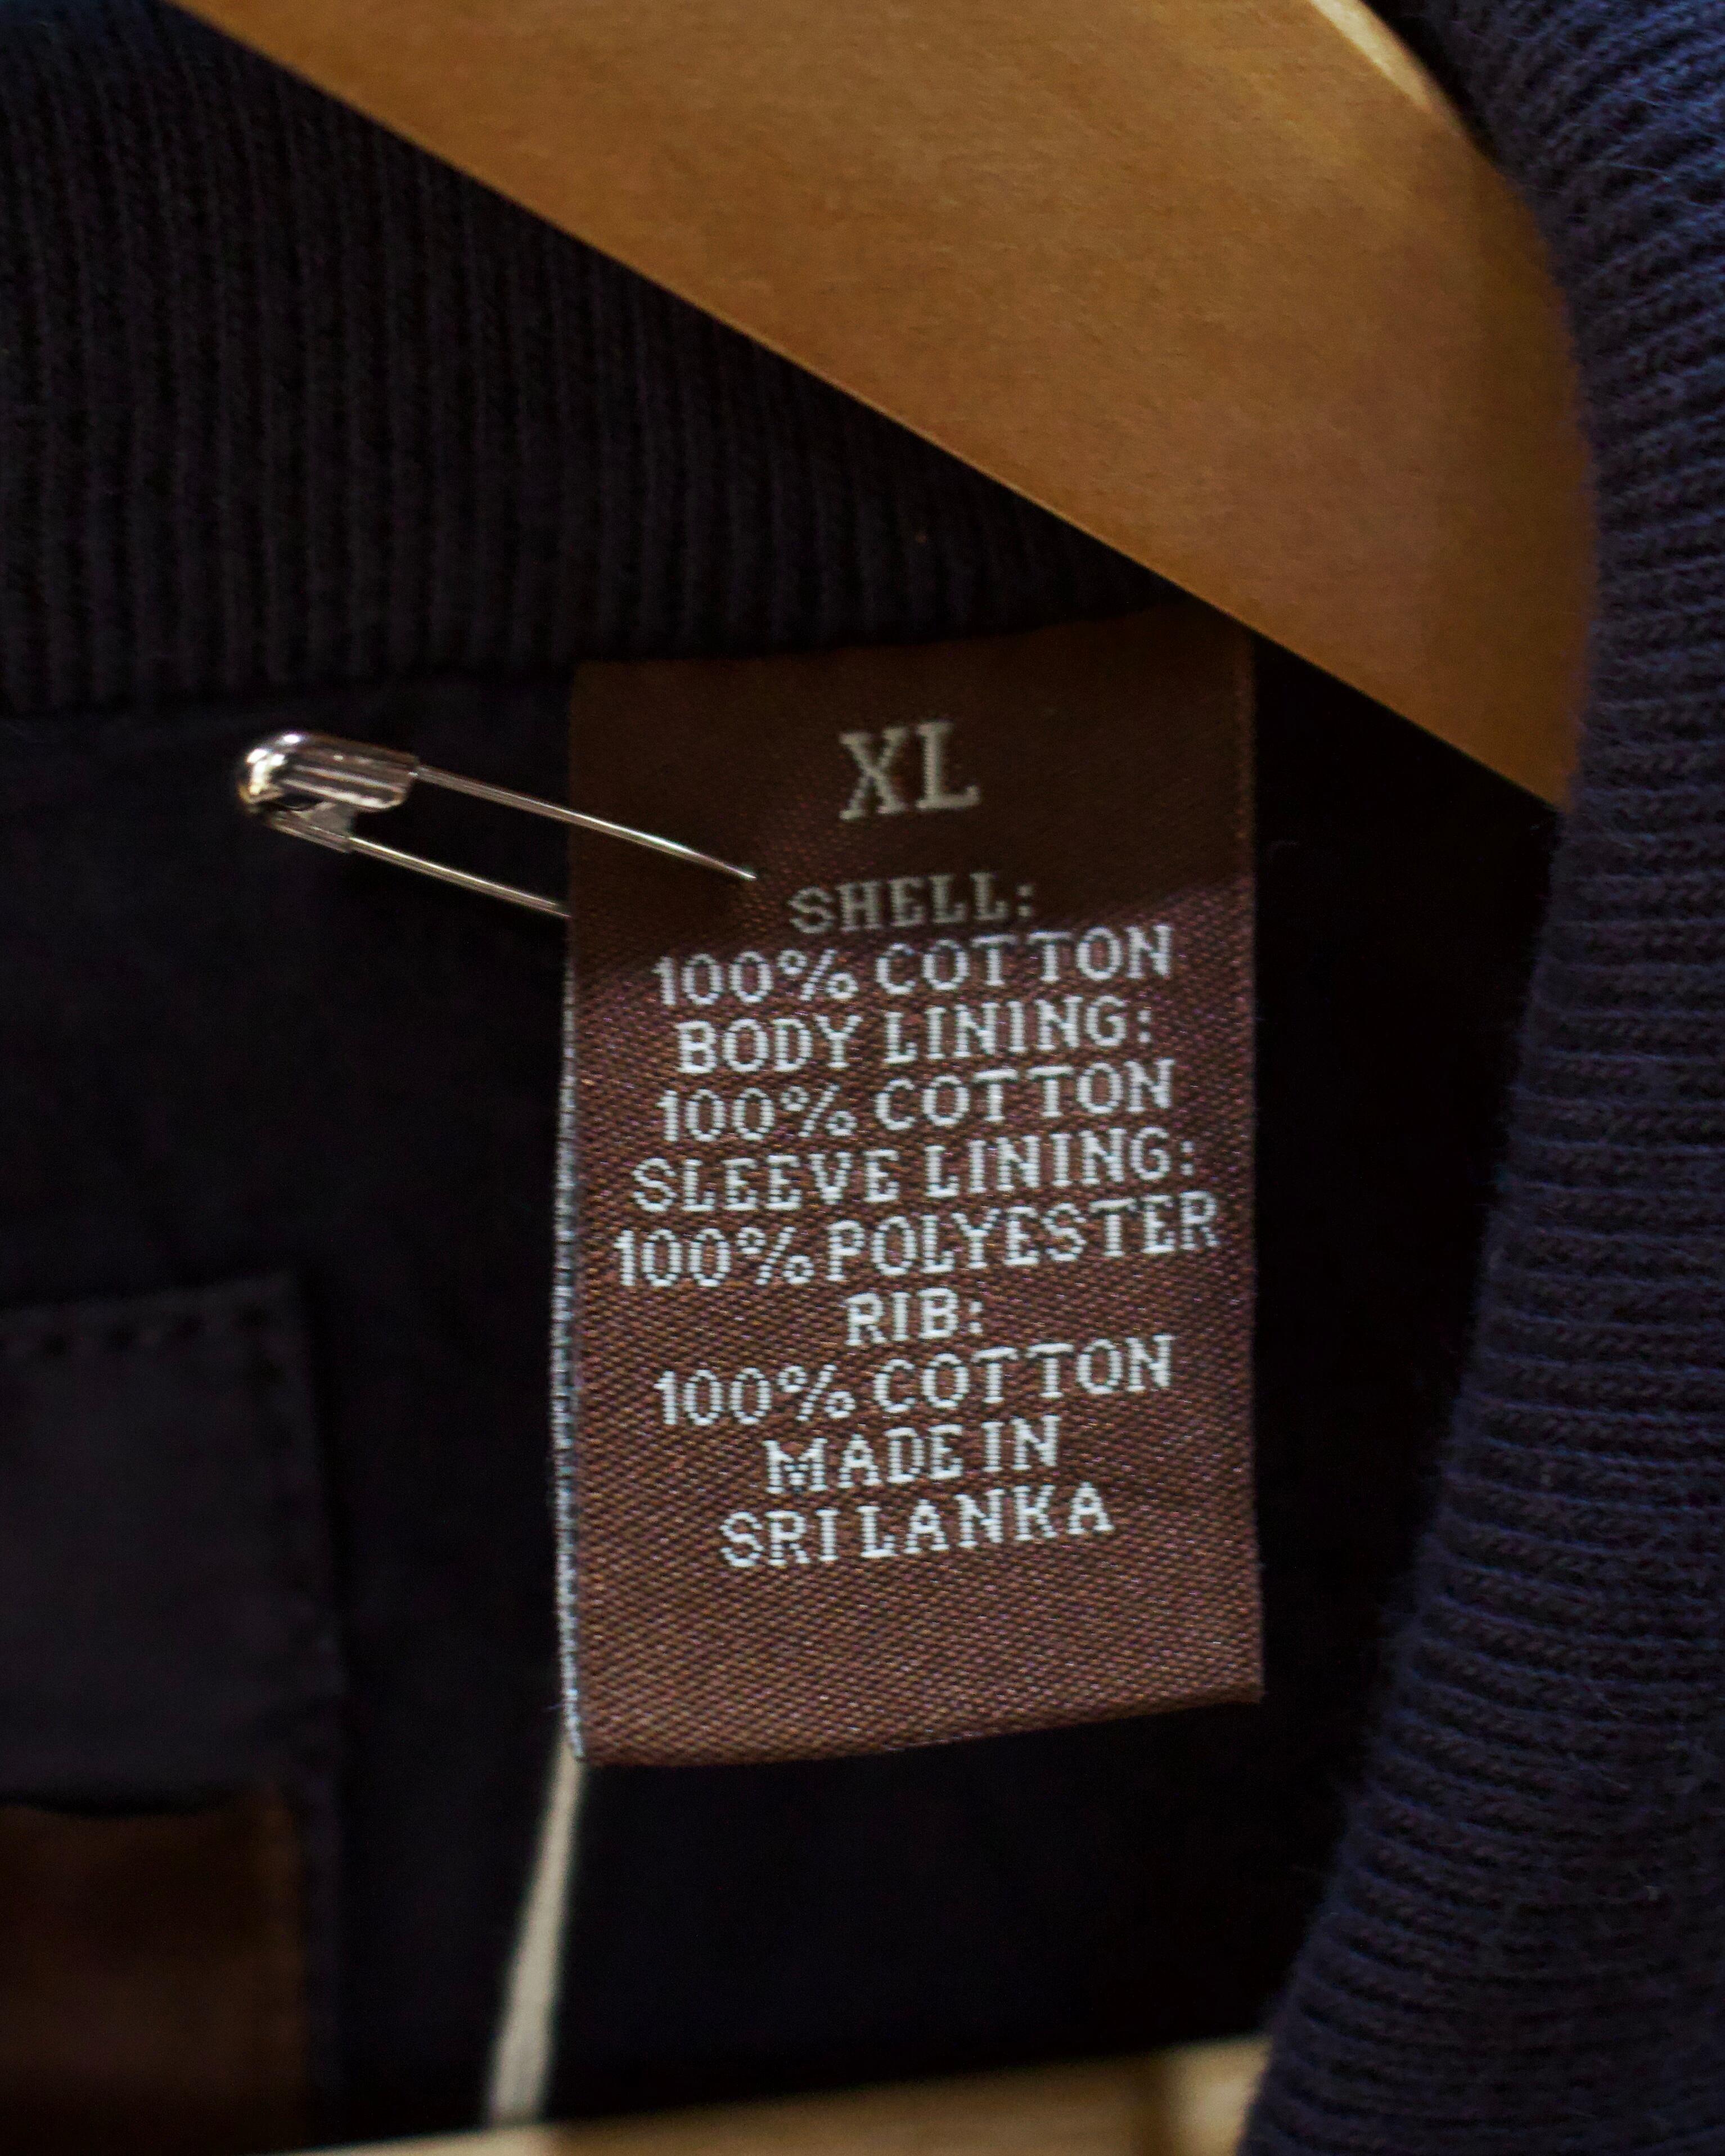 XL
SHELL:
100% COTTON
BODY LINING:
100% COTTON
SLEEVE LINING:
100% POLYESTER
RIB:
100% COTTON
MADE IN
SRI LANKA